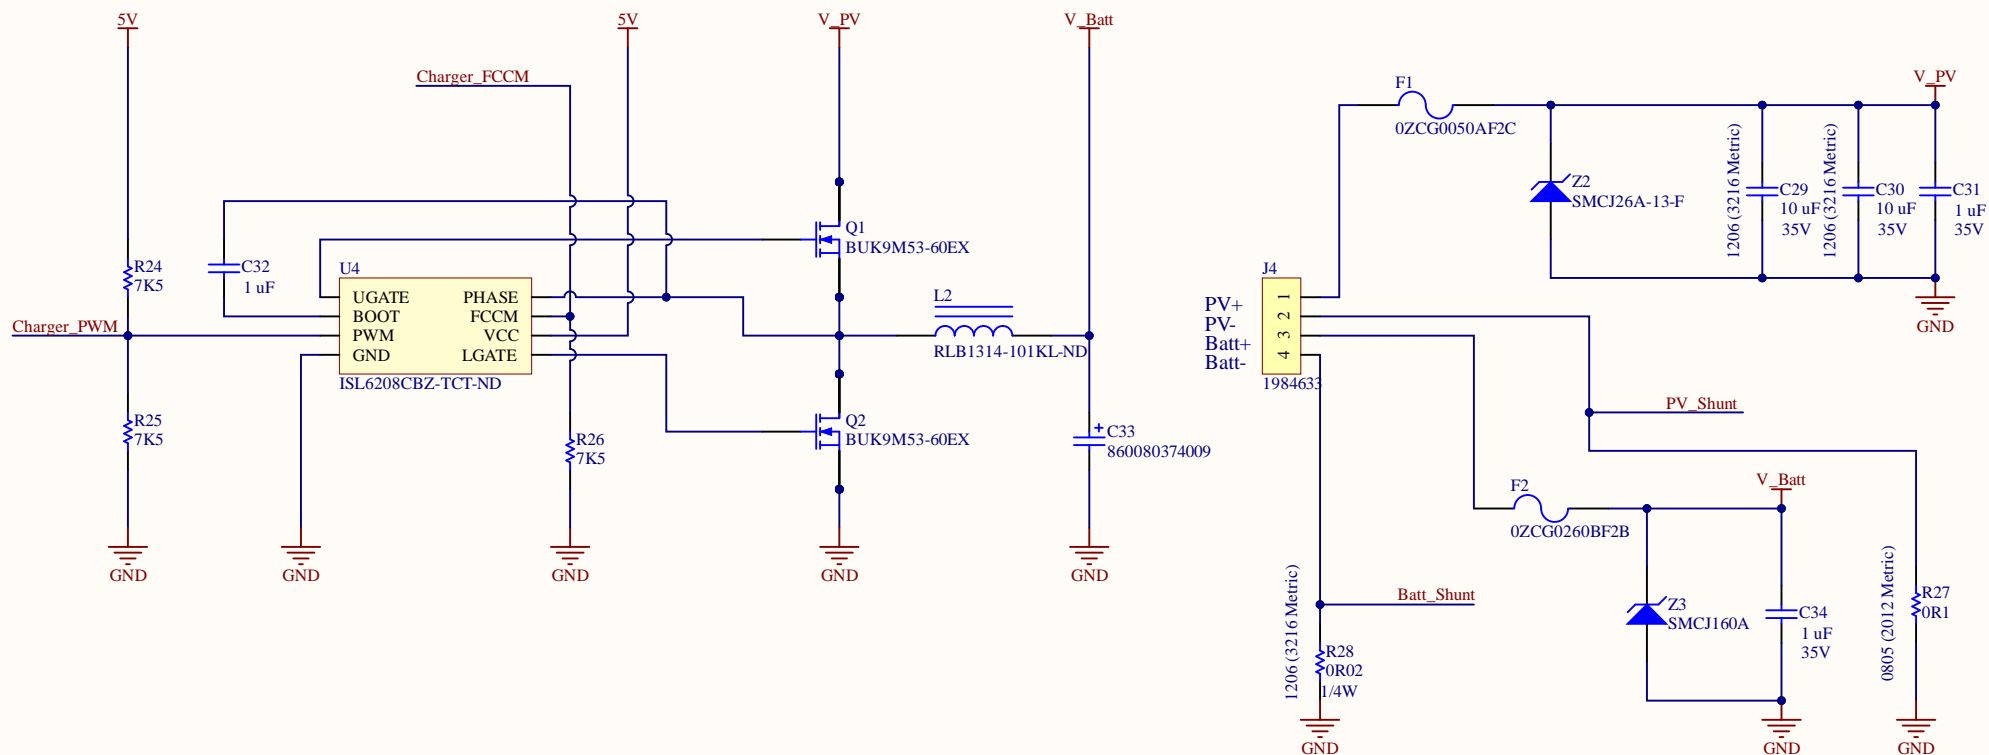 5V
5V
V_PV
V_Batt
Charger_FCCM
R24
7K5
C32
1 uF
U4
UGATE
BOOT
PWM
GND
PHASE
FCCM
VCC
LGATE
ISL6208CBZ-TCT-ND
Charger_PWM
R25
7K5
R26
7K5
Q1
BUK9M53-60EX
Q2
BUK9M53-60EX
L2
RLB1314-101KL-ND
C33
860080374009
GND
GND
GND
GND
GND
F1
0ZCG0050AF2C
V_PV
Z2
SMCJ26A-13-F
1206 (3216 Metric)
C29
10 uF
35V
1206 (3216 Metric)
C30
10 uF
35V
C31
1 uF
35V
GND
J4
PV+
PV-
Batt+
Batt-
1
2
3
4
1984633
PV_Shunt
F2
0ZCG0260BF2B
V_Batt
Batt_Shunt
1206 (3216 Metric)
R28
0R02
1/4W
GND
Z3
SMCJ160A
C34
1 uF
35V
GND
0805 (2012 Metric)
R27
0R1
GND